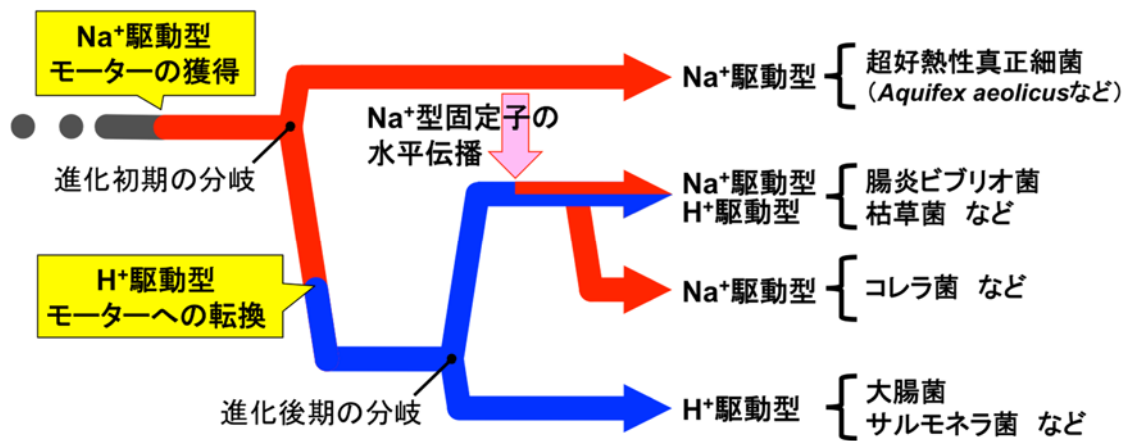 Na⁺駆動型
モーターの獲得
進化初期の分岐
H⁺駆動型
モーターへの転換
進化後期の分岐
Na⁺型固定子の
水平伝播
Na⁺駆動型
超好熱性真正細菌
（Aquifex aeolicusなど）
Na⁺駆動型
H⁺駆動型
腸炎ビブリオ菌
枯草菌 など
Na⁺駆動型
コレラ菌 など
H⁺駆動型
大腸菌
サルモネラ菌 など